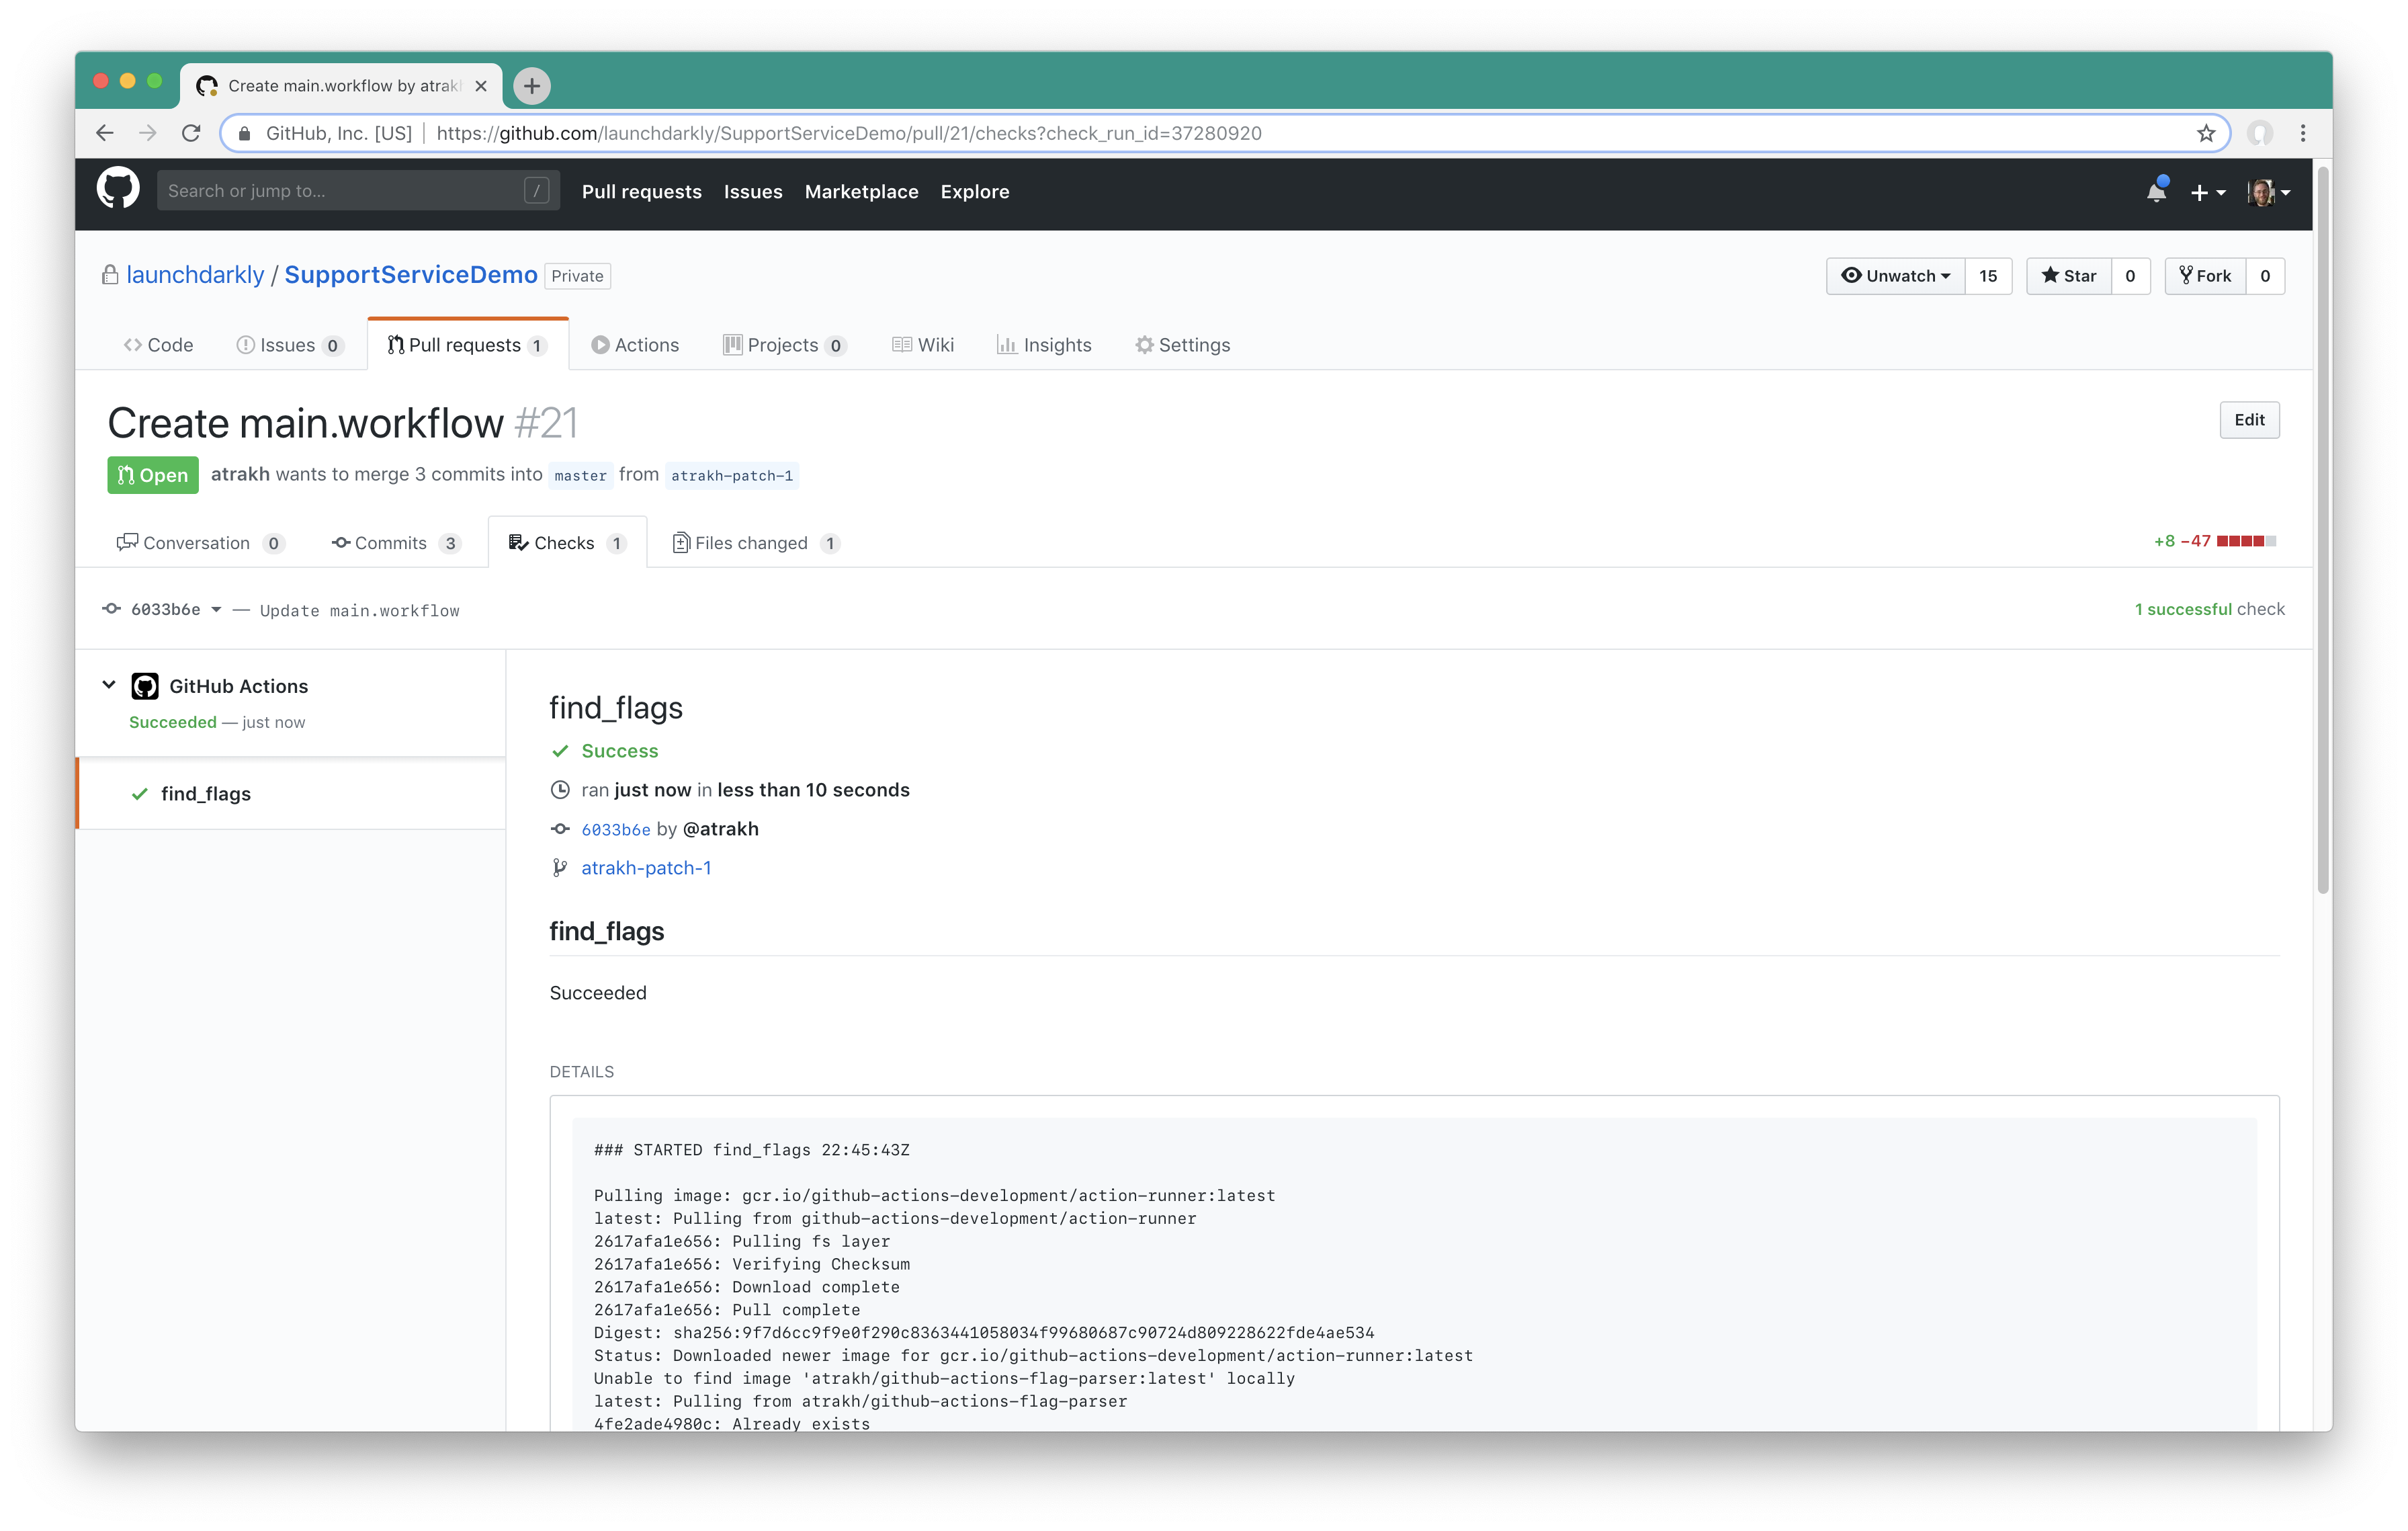 Create main.workflow by atrakh
GitHub, Inc. [US] https://github.com/launchdarkly/SupportServiceDemo/pull/21/checks?check_run_id=37280920
Search or jump to... / Pull requests Issues Marketplace Explore
launchdarkly / SupportServiceDemo Private Unwatch 15 Star 0 Fork 0
Code Issues 0 Pull requests 1 Actions Projects 0 Wiki Insights Settings
Create main.workflow #21 Edit
Open atrakh wants to merge 3 commits into master from atrakh-patch-1
Conversation 0 Commits 3 Checks 1 Files changed 1 +8 −47
6033b6e — Update main.workflow 1 successful check
GitHub Actions
Succeeded — just now
find_flags
find_flags
Success
ran just now in less than 10 seconds
6033b6e by @atrakh
atrakh-patch-1
find_flags
Succeeded
DETAILS
### STARTED find_flags 22:45:43Z
Pulling image: gcr.io/github-actions-development/action-runner:latest
latest: Pulling from github-actions-development/action-runner
2617afa1e656: Pulling fs layer
2617afa1e656: Verifying Checksum
2617afa1e656: Download complete
2617afa1e656: Pull complete
Digest: sha256:9f7d6cc9f9e0f290c8363441058034f99680687c90724d809228622fde4ae534
Status: Downloaded newer image for gcr.io/github-actions-development/action-runner:latest
Unable to find image 'atrakh/github-actions-flag-parser:latest' locally
latest: Pulling from atrakh/github-actions-flag-parser
4fe2ade4980c: Already exists